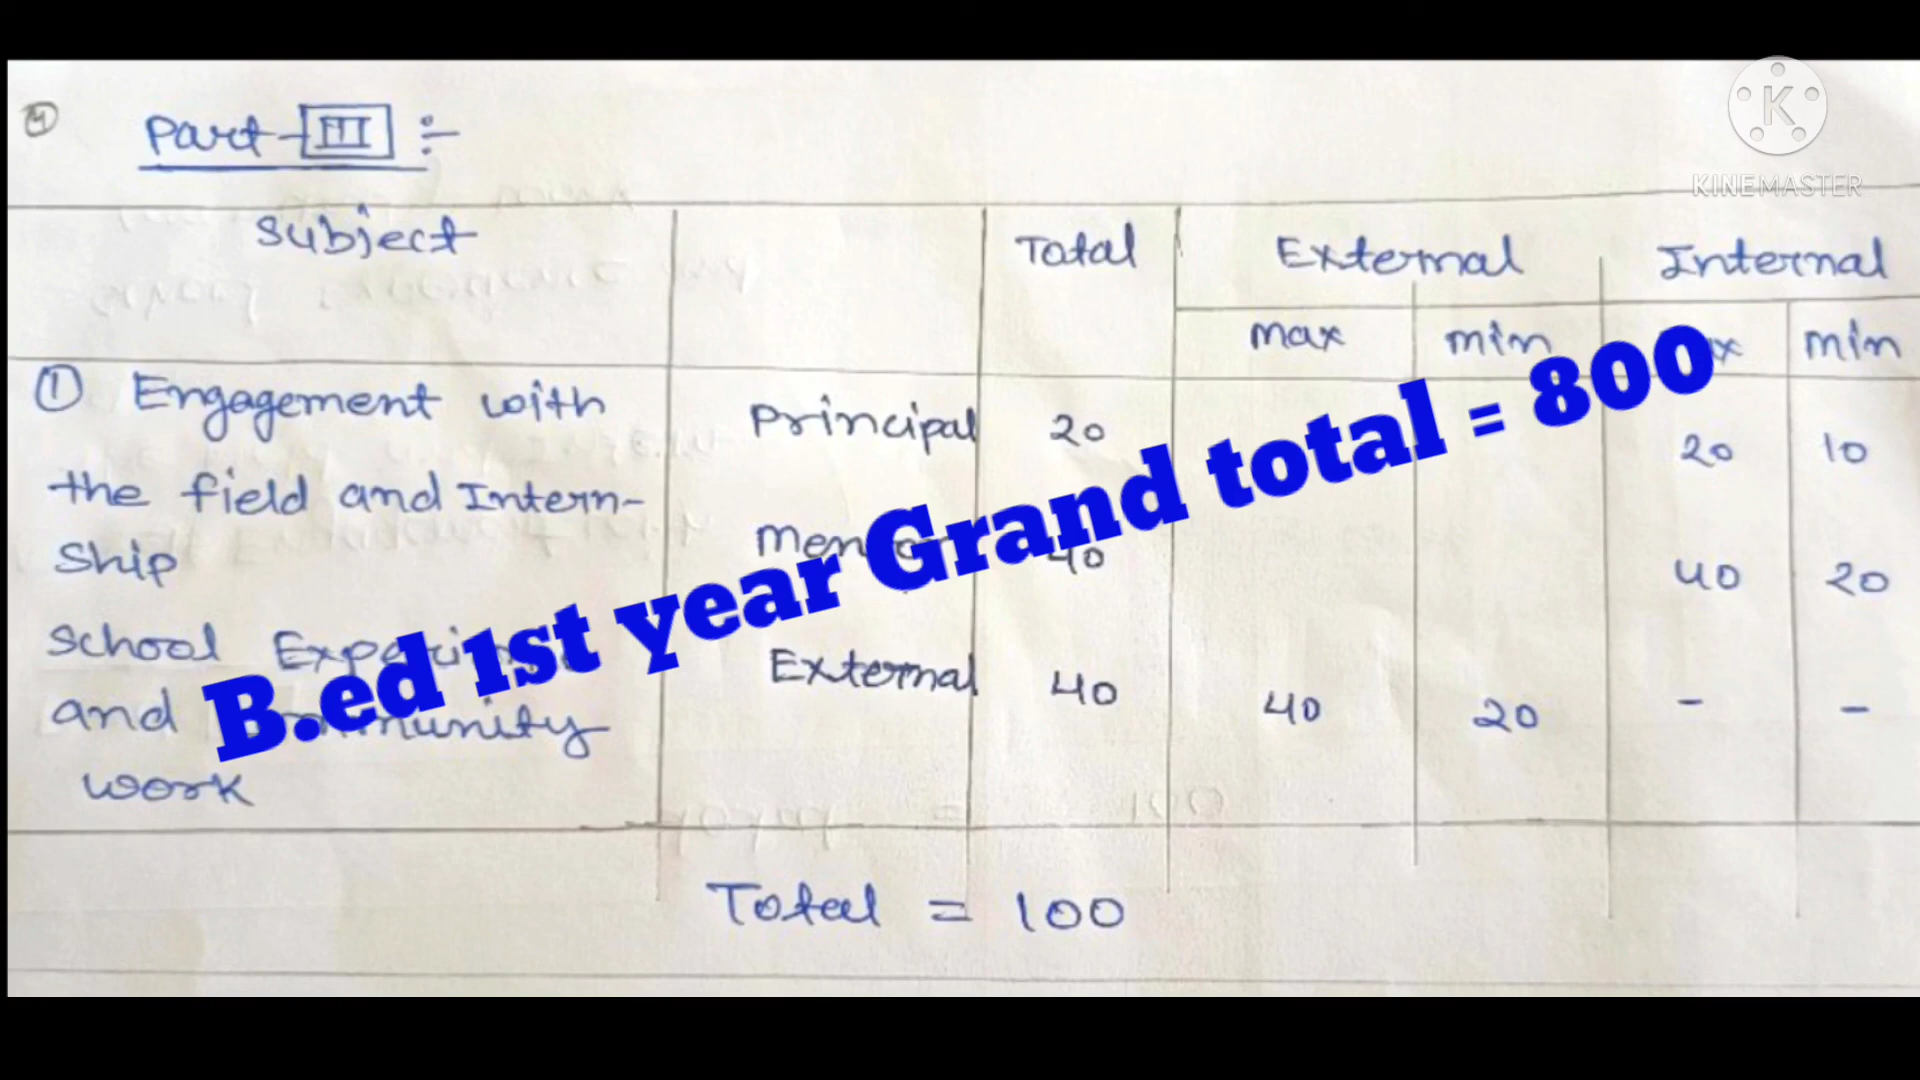 4
Part-III :-
KINEMASTER
Subject Total External Internal
max min min
① Engagement with Principal 20 20 10
the field and Intern-
ship 40 40 20
School External 40 40 20 - -
and
work
Total = 100
B.ed 1st year Grand total = 800